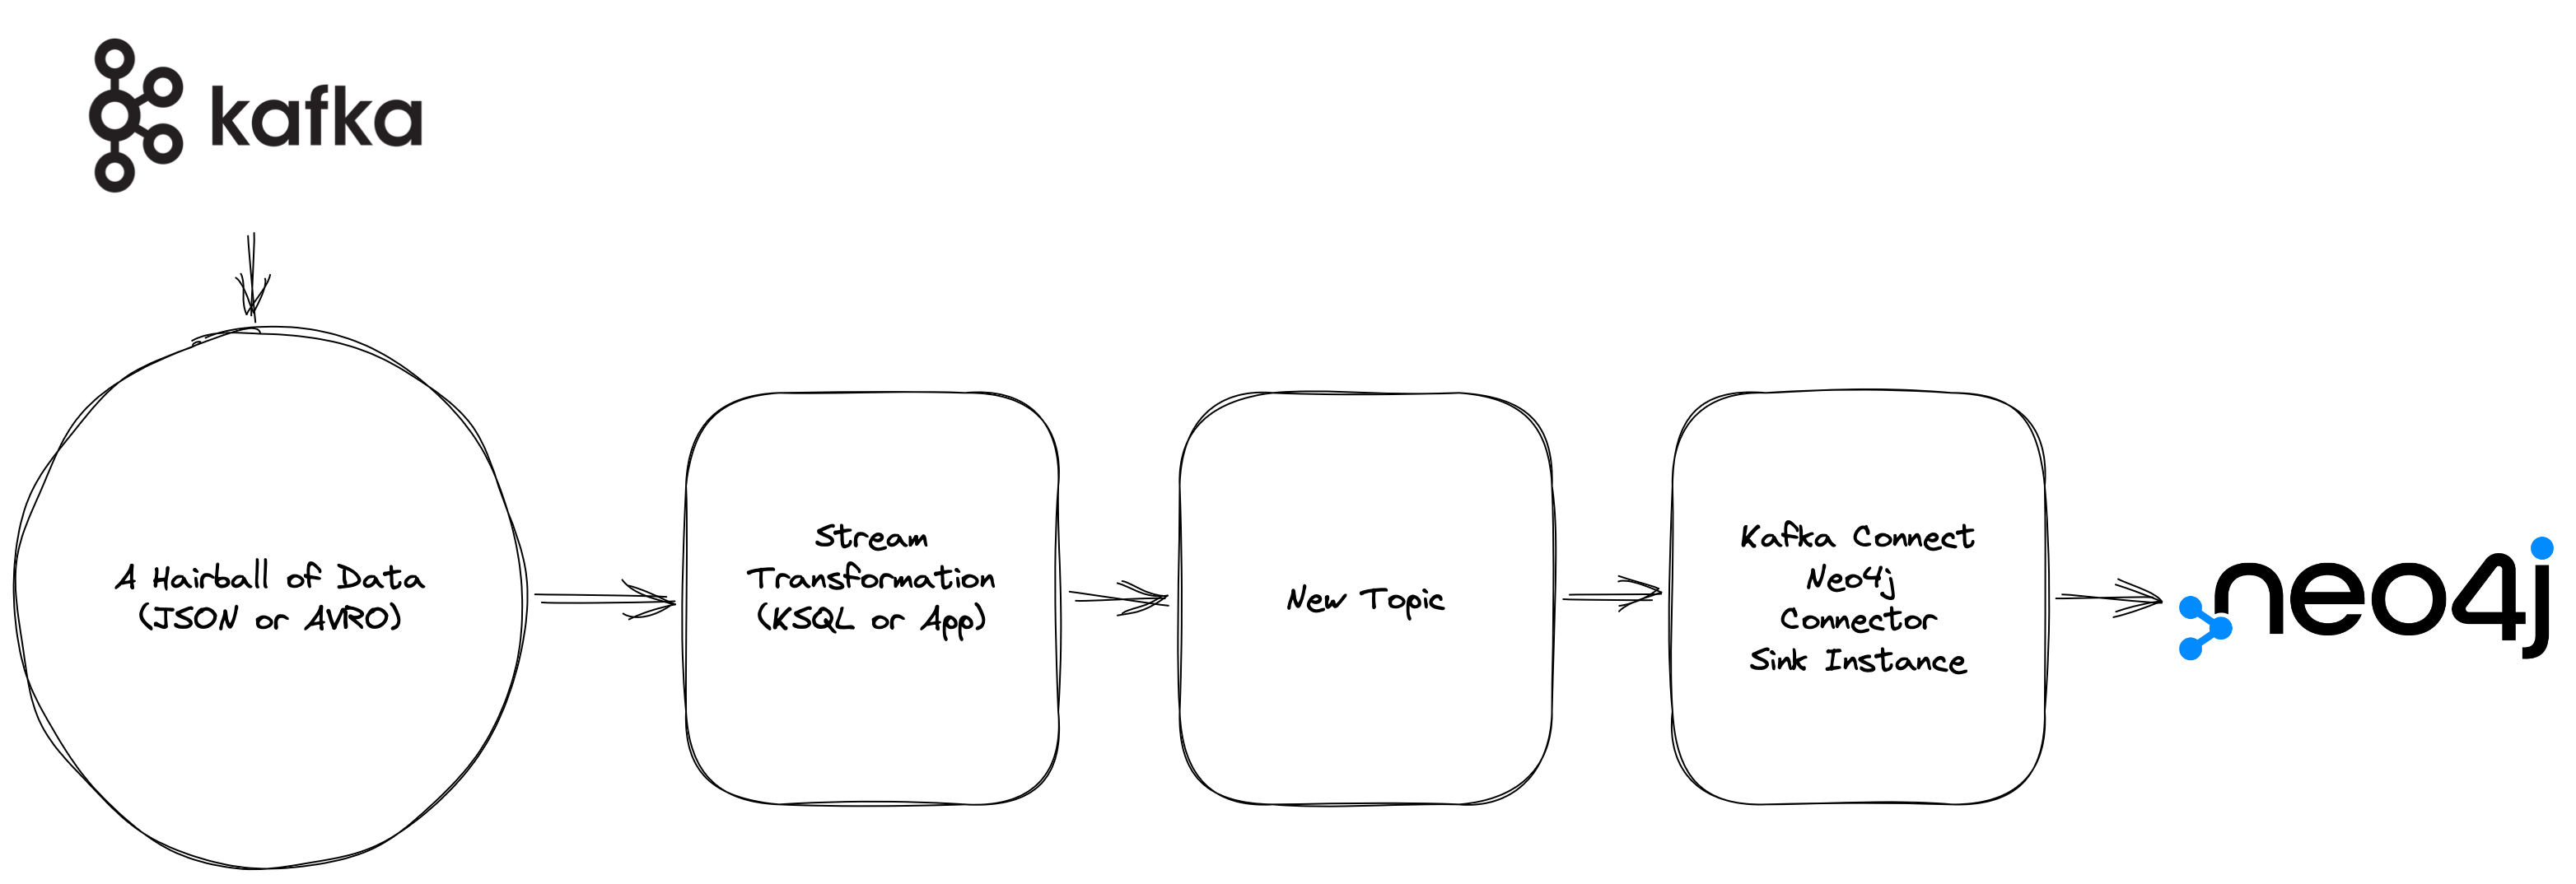 kafka
A Hairball of Data
(JSON or AVRO)
Stream
Transformation
(KSQL or App)
New Topic
Kafka Connect
Neo4j
Connector
Sink Instance
neo4j